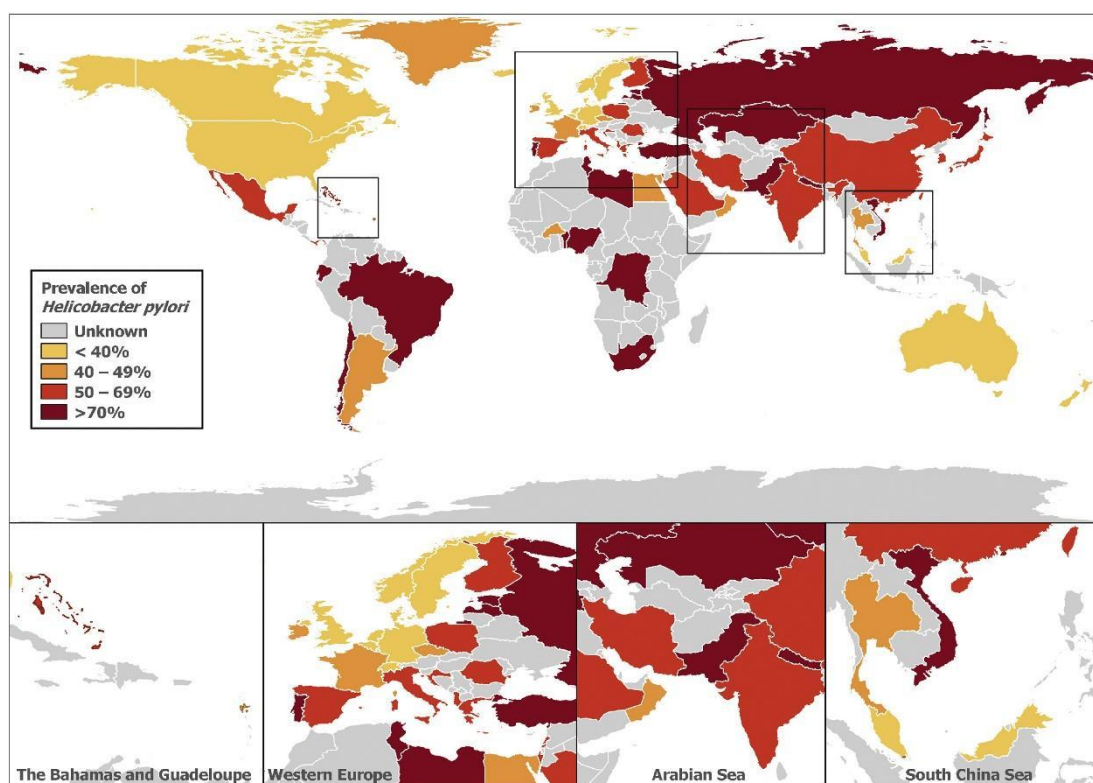 Prevalence of
Helicobacter pylori
Unknown
< 40%
40 – 49%
50 – 69%
>70%
The Bahamas and Guadeloupe
Western Europe
Arabian Sea
South China Sea